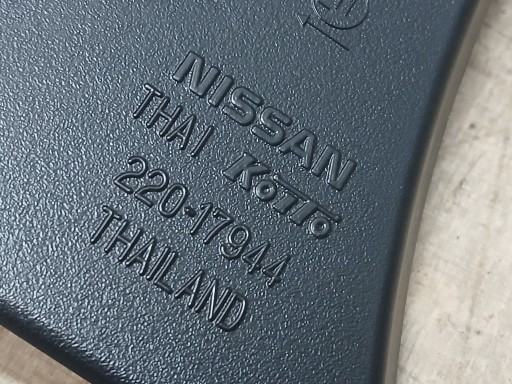 NISSAN
THAI KOITO
220-17944
THAILAND